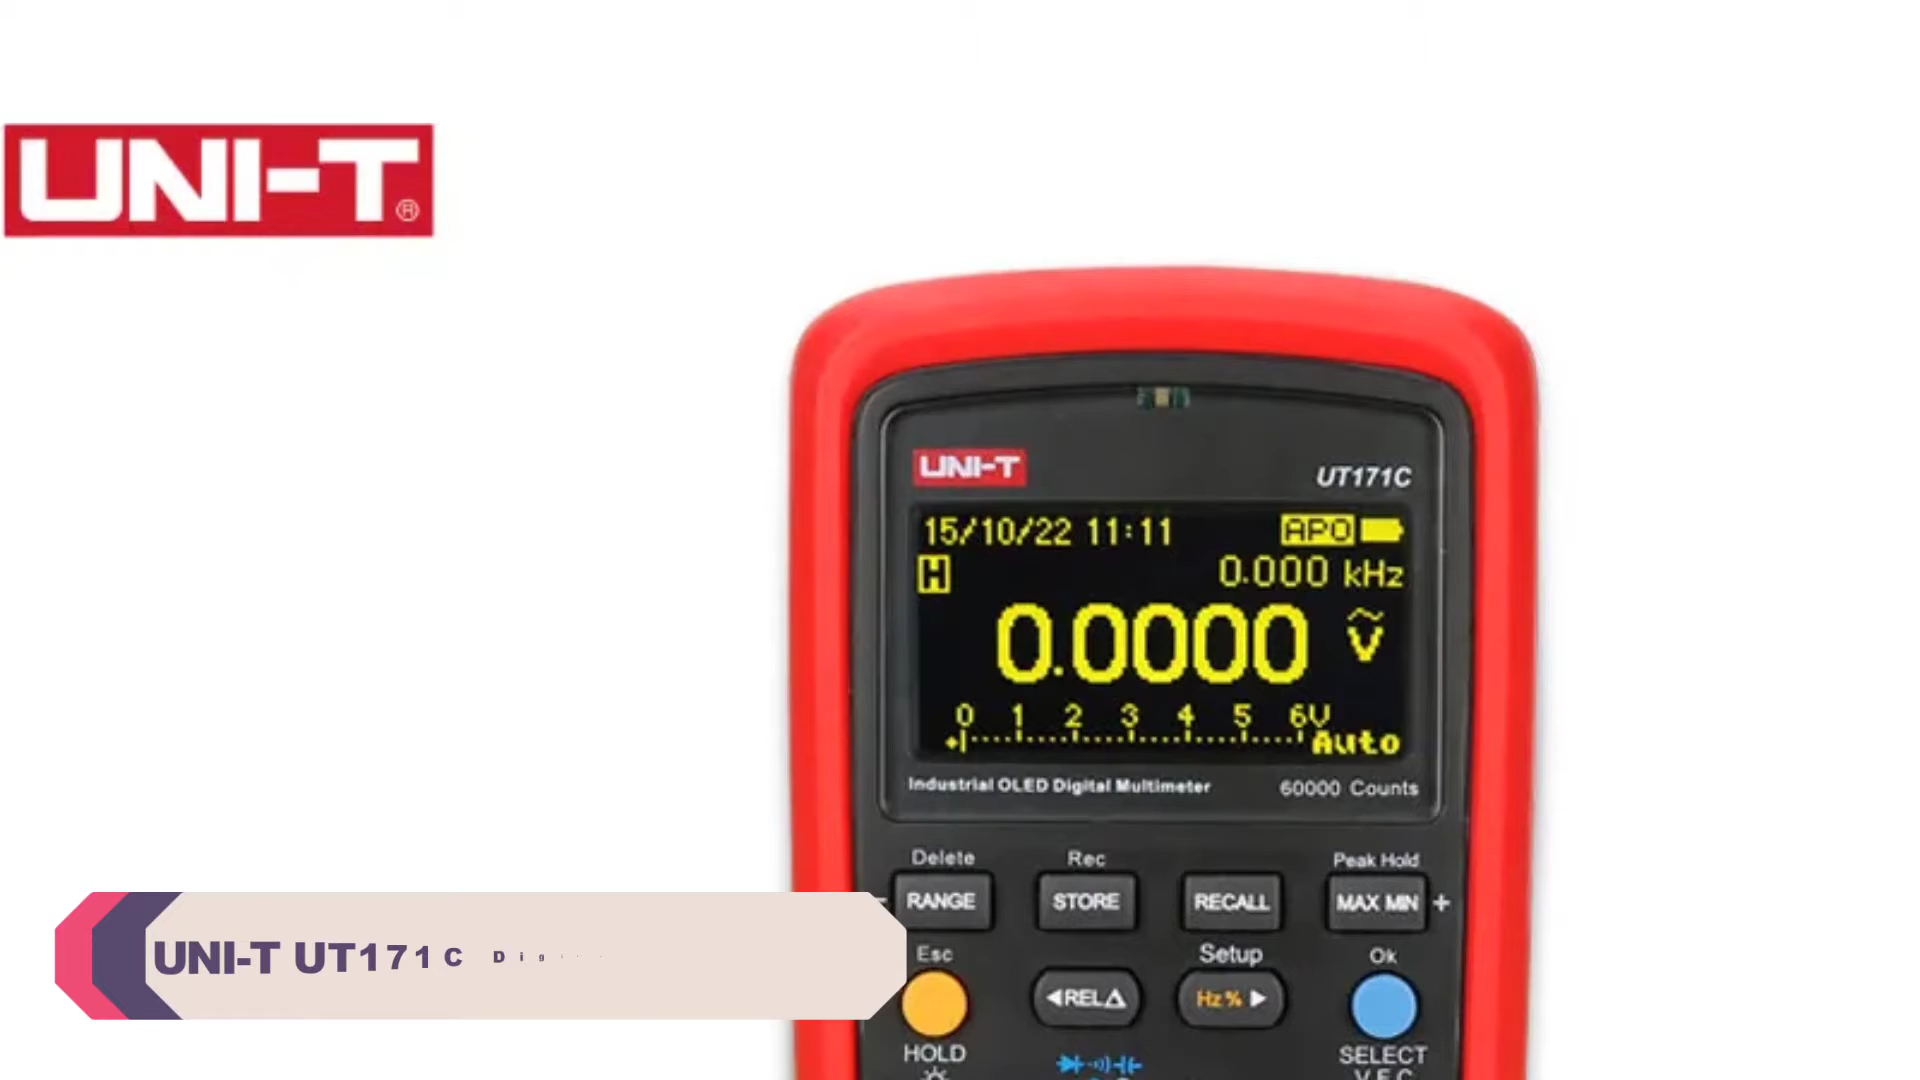 UNI-T®
UNI-T
UT171C
15/10/22 11:11 APO
H 0.000 kHz
0.0000 V
0 1 2 3 4 5 6V
Auto
Industrial OLED Digital Multimeter 60000 Counts
Delete Rec Peak Hold
RANGE STORE RECALL MAX MIN +
UNI-T UT171C
Esc Setup Ok
◀REL△ Hz% ▶
HOLD SELECT
V.F.C